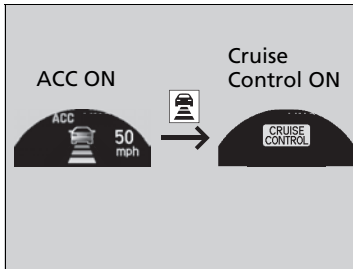 ACC ON
Cruise
Control ON
ACC
50
mph
CRUISE
CONTROL